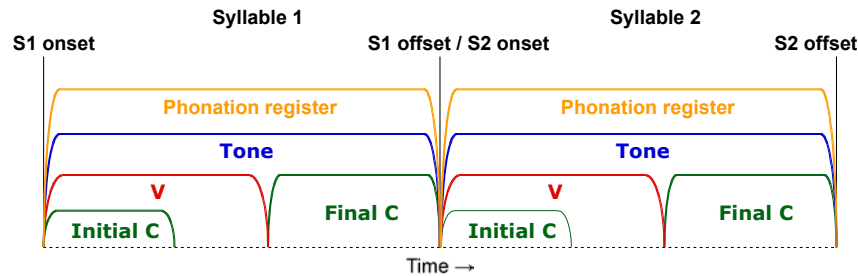 Syllable 1
Syllable 2
S1 onset
S1 offset / S2 onset
S2 offset
Phonation register
Phonation register
Tone
Tone
V
V
Initial C
Final C
Initial C
Final C
Time →